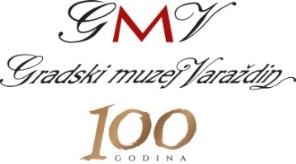 GMV
Gradski muzej Varaždin
100
GODINA